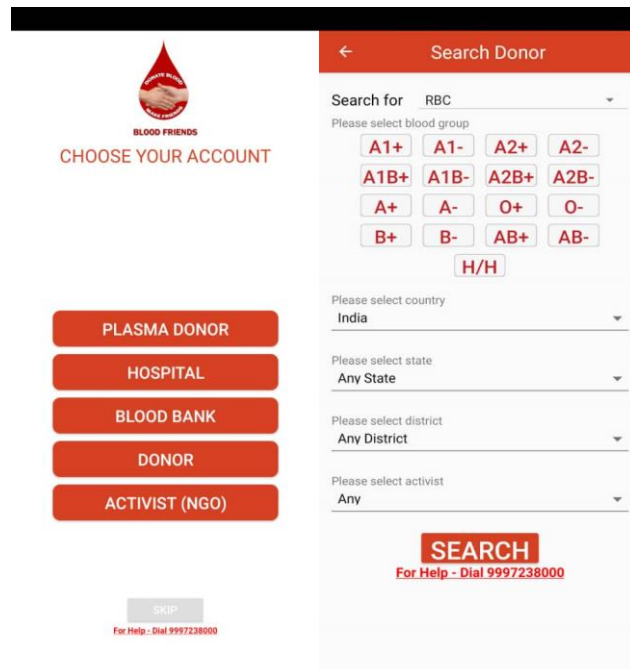 DONATE BLOOD
MAKE FRIENDS
BLOOD FRIENDS
CHOOSE YOUR ACCOUNT
PLASMA DONOR
HOSPITAL
BLOOD BANK
DONOR
ACTIVIST (NGO)
SKIP
For Help - Dial 9997238000
Search Donor
Search for RBC
Please select blood group
A1+ A1- A2+ A2-
A1B+ A1B- A2B+ A2B-
A+ A- O+ O-
B+ B- AB+ AB-
H/H
Please select country
India
Please select state
Any State
Please select district
Any District
Please select activist
Any
SEARCH
For Help - Dial 9997238000